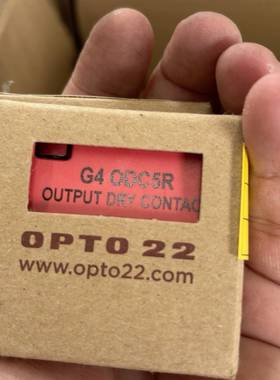 G4 ODC5R
OUTPUT DRY CONTAC
OPTO 22
www.opto22.com